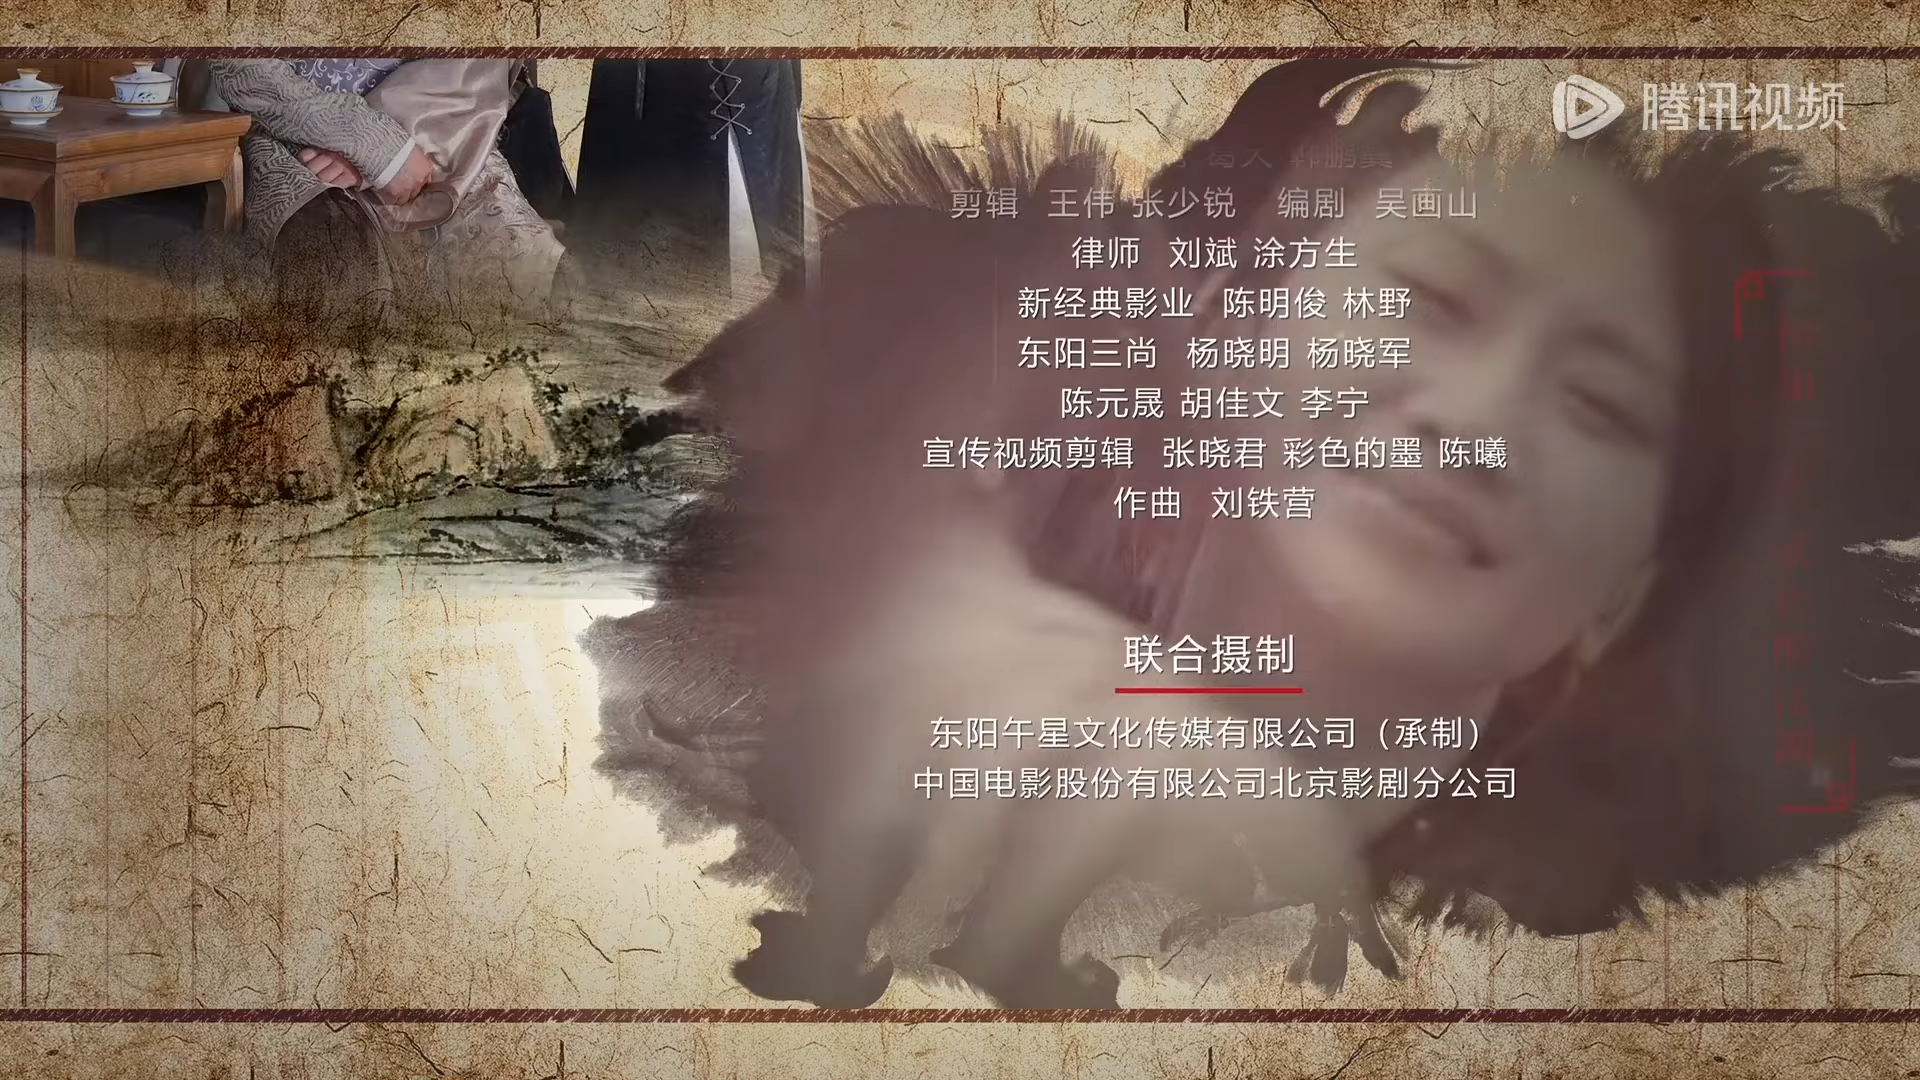 腾讯视频
剪辑 王伟 张少锐 编剧 吴画山
律师 刘斌 涂方生
新经典影业 陈明俊 林野
东阳三尚 杨晓明 杨晓军
陈元晟 胡佳文 李宁
宣传视频剪辑 张晓君 彩色的墨 陈曦
作曲 刘铁营
联合摄制
东阳午星文化传媒有限公司（承制）
中国电影股份有限公司北京影剧分公司